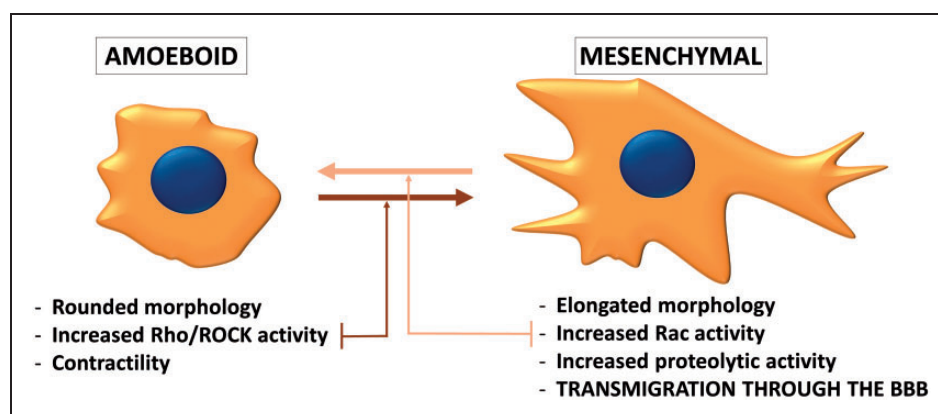 AMOEBOID
- Rounded morphology
- Increased Rho/ROCK activity
- Contractility
MESENCHYMAL
- Elongated morphology
- Increased Rac activity
- Increased proteolytic activity
- TRANSMIGRATION THROUGH THE BBB